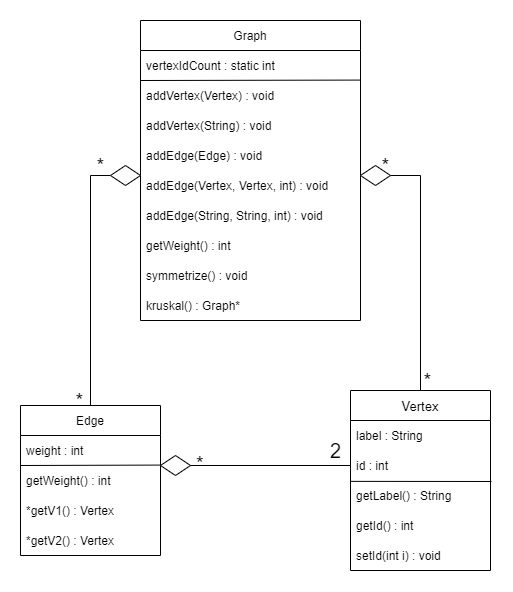 Graph
vertexIdCount : static int
addVertex(Vertex) : void
addVertex(String) : void
addEdge(Edge) : void
addEdge(Vertex, Vertex, int) : void
addEdge(String, String, int) : void
getWeight() : int
symmetrize() : void
kruskal() : Graph*
*
*
*
*
Edge
weight : int
getWeight() : int
*getV1() : Vertex
*getV2() : Vertex
*
2
Vertex
label : String
id : int
getLabel() : String
getId() : int
setId(int i) : void